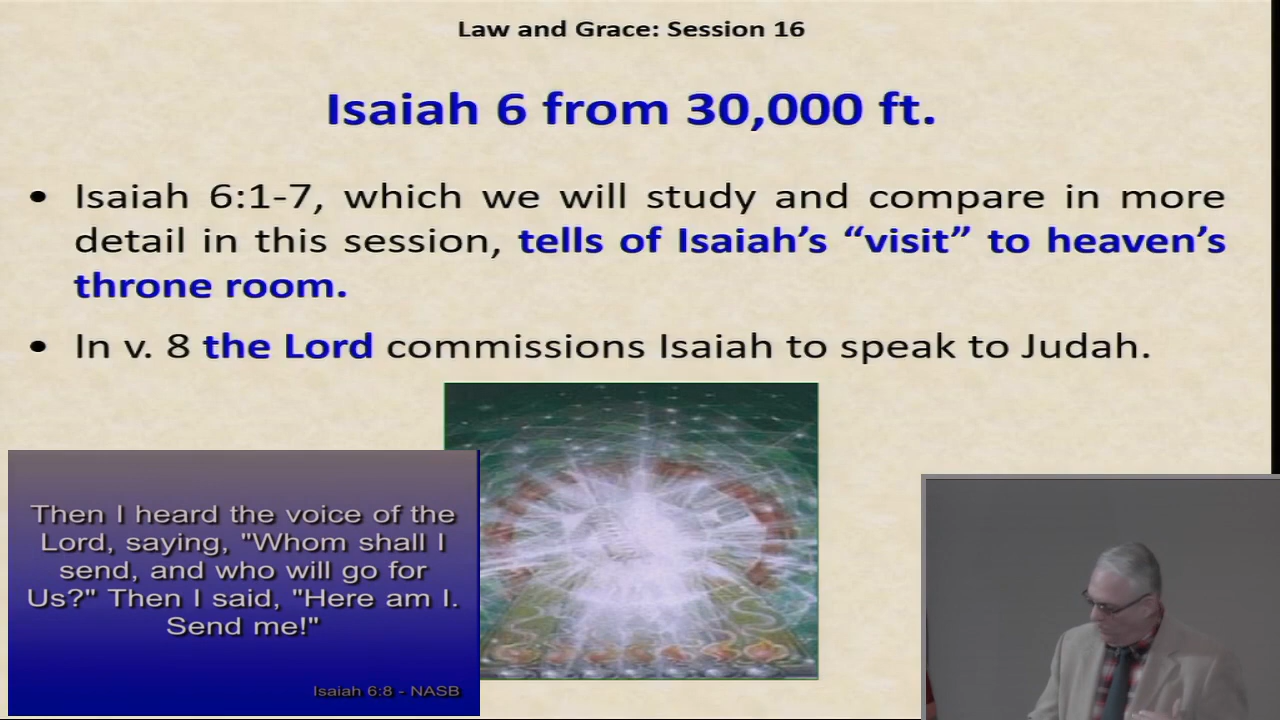 Law and Grace: Session 16
Isaiah 6 from 30,000 ft.
• Isaiah 6:1-7, which we will study and compare in more
detail in this session, tells of Isaiah’s “visit” to heaven’s
throne room.
• In v. 8 the Lord commissions Isaiah to speak to Judah.
Then I heard the voice of the
Lord, saying, "Whom shall I
send, and who will go for
Us?" Then I said, "Here am I.
Send me!"
Isaiah 6:8 - NASB